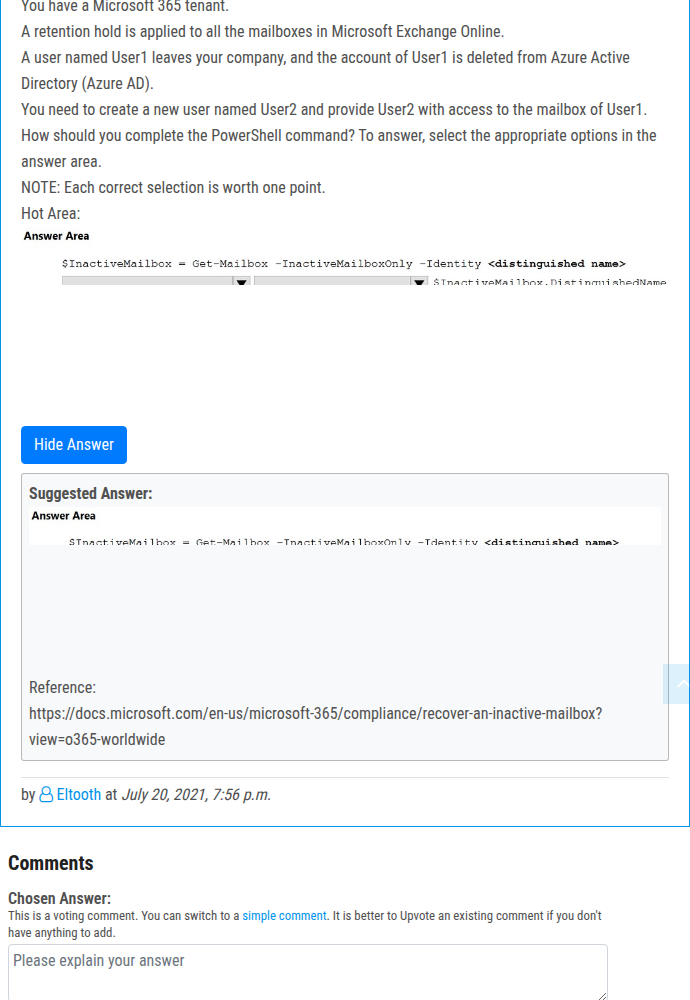 You have a Microsoft 365 tenant.
A retention hold is applied to all the mailboxes in Microsoft Exchange Online.
A user named User1 leaves your company, and the account of User1 is deleted from Azure Active
Directory (Azure AD).
You need to create a new user named User2 and provide User2 with access to the mailbox of User1.
How should you complete the PowerShell command? To answer, select the appropriate options in the
answer area.
NOTE: Each correct selection is worth one point.
Hot Area:
Answer Area
$InactiveMailbox = Get-Mailbox -InactiveMailboxOnly -Identity <distinguished name>
$InactiveMailbox.DistinguishedName
Hide Answer
Suggested Answer:
Answer Area
$InactiveMailbox = Get-Mailbox -InactiveMailboxOnly -Identity <distinguished name>
Reference:
https://docs.microsoft.com/en-us/microsoft-365/compliance/recover-an-inactive-mailbox?
view=o365-worldwide
by Eltooth at July 20, 2021, 7:56 p.m.
Comments
Chosen Answer:
This is a voting comment. You can switch to a simple comment. It is better to Upvote an existing comment if you don't
have anything to add.
Please explain your answer